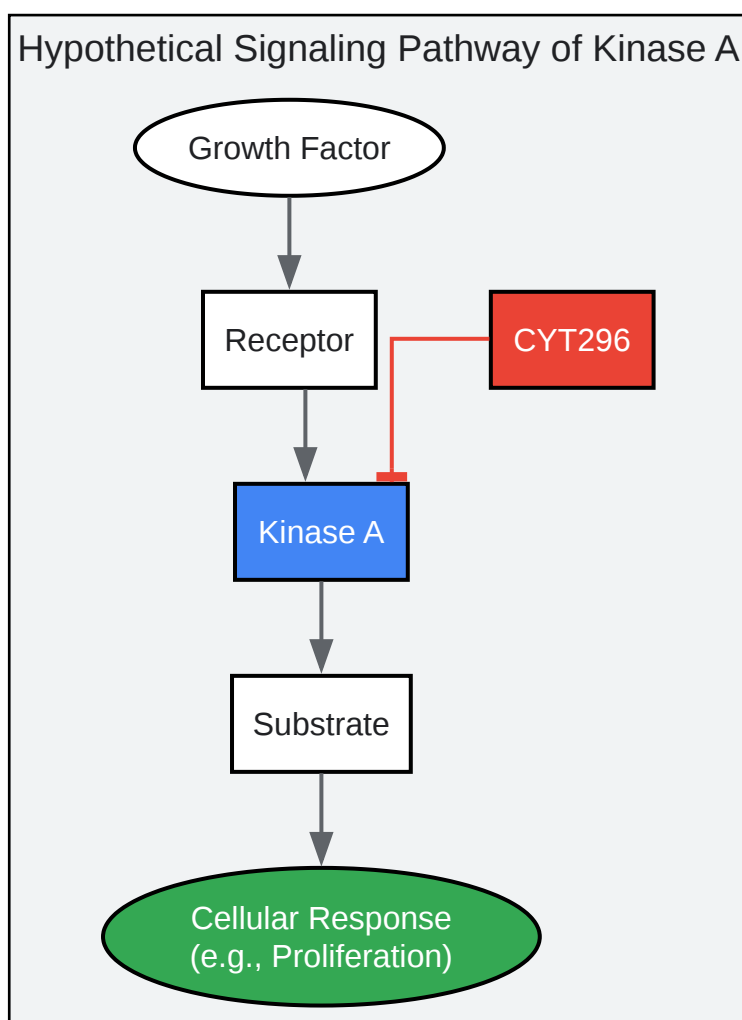 Hypothetical Signaling Pathway of Kinase A
Growth Factor
Receptor
CYT296
Kinase A
Substrate
Cellular Response
(e.g., Proliferation)